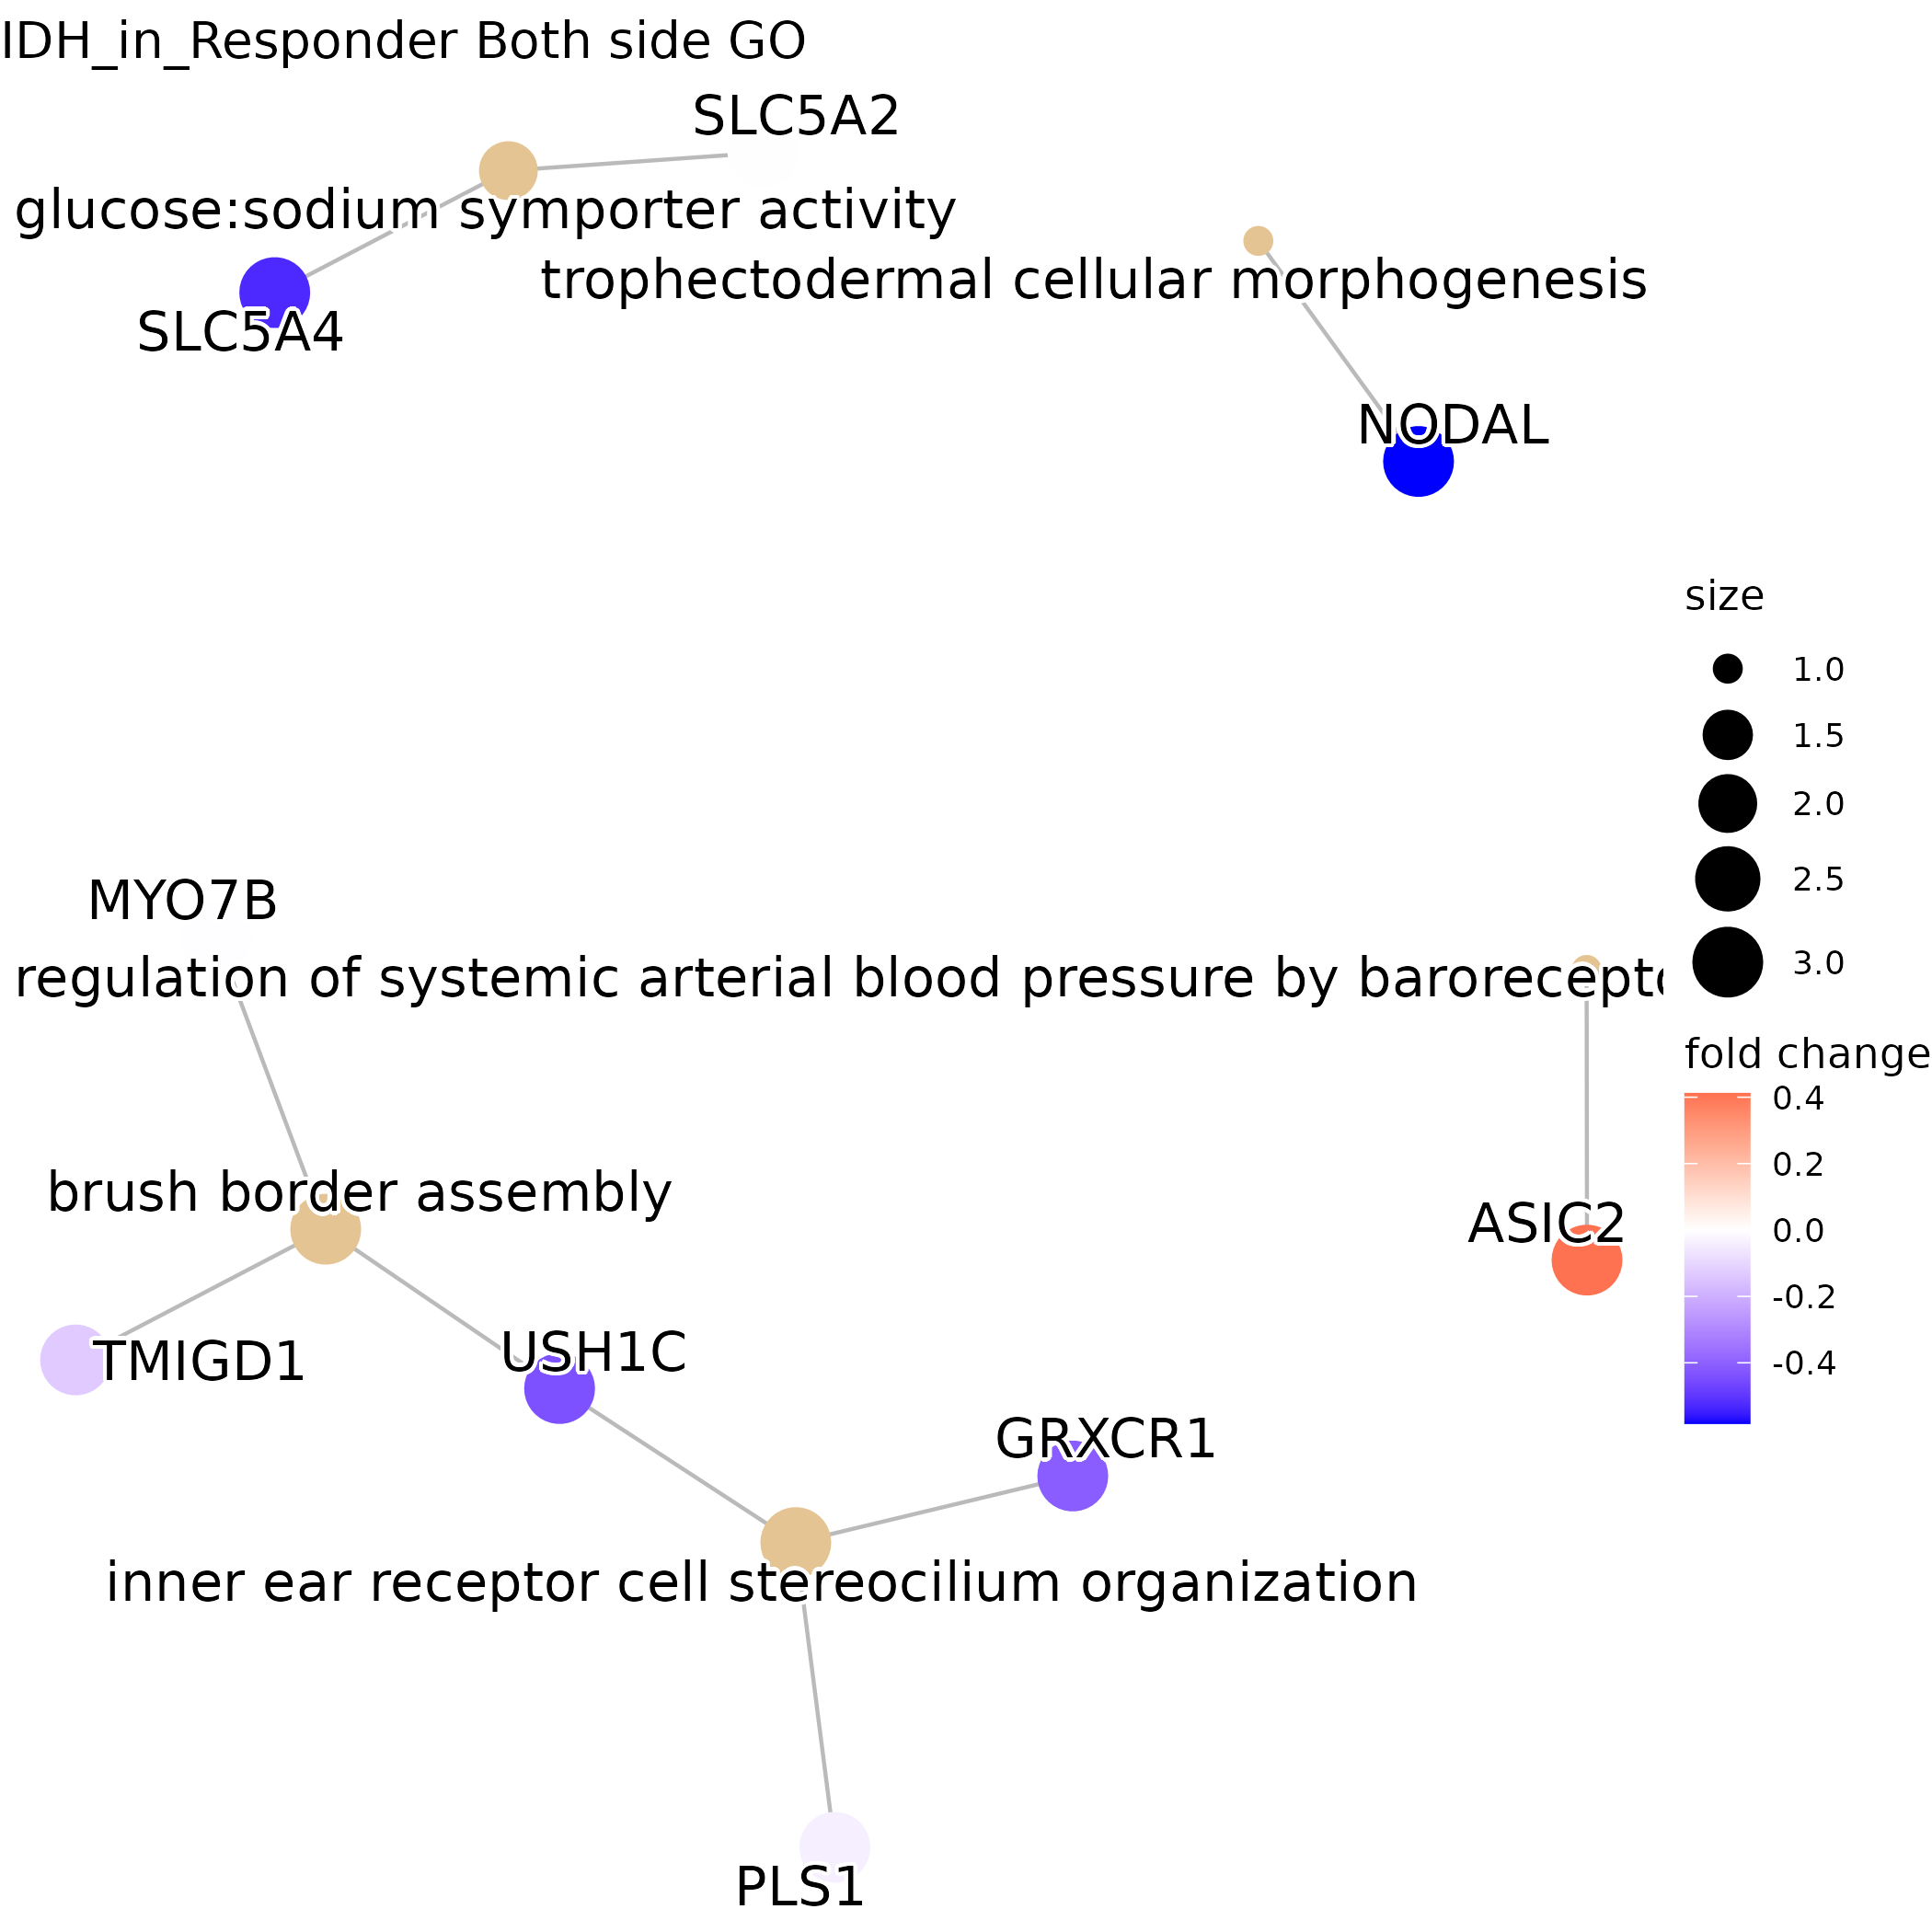 IDH_in_Responder Both side GO
SLC5A2
glucose:sodium symporter activity
trophectodermal cellular morphogenesis
SLC5A4
NODAL
size
1.0
1.5
2.0
2.5
3.0
MYO7B
regulation of systemic arterial blood pressure by
fold change
0.4
0.2
0.0
-0.2
-0.4
brush border assembly
ASIC2
TMIGD1
USH1C
GRXCR1
inner ear receptor cell stereocilium organization
PLS1